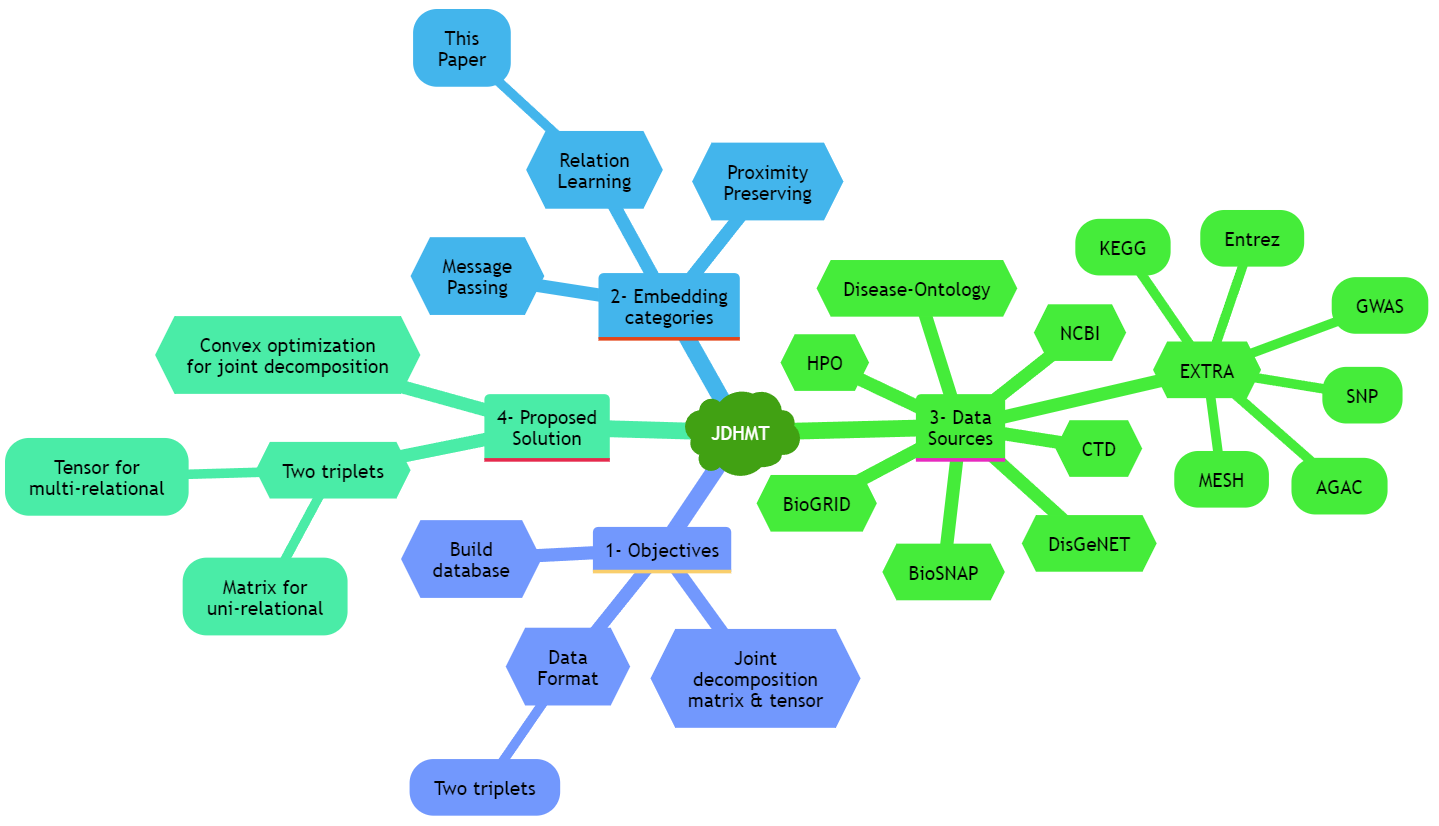 This
Paper
Relation
Learning
Proximity
Preserving
Message
Passing
2- Embedding
categories
KEGG
Entrez
GWAS
SNP
AGAC
MESH
EXTRA
Disease-Ontology
NCBI
HPO
3- Data
Sources
CTD
DisGeNET
BioSNAP
BioGRID
JDHMT
Convex optimization
for joint decomposition
4- Proposed
Solution
Two triplets
Tensor for
multi-relational
Matrix for
uni-relational
1- Objectives
Build
database
Data
Format
Two triplets
Joint
decomposition
matrix & tensor